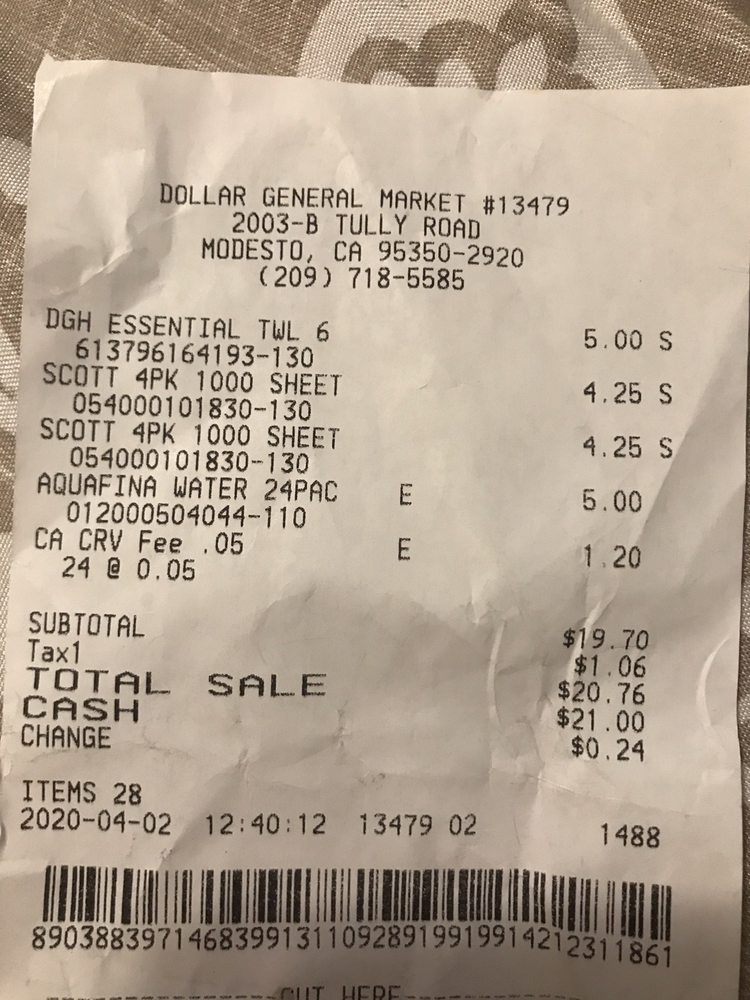 DOLLAR GENERAL MARKET #13479
2003-B TULLY ROAD
MODESTO, CA 95350-2920
(209) 718-5585
DGH ESSENTIAL TWL 6 5.00 S
613796164193-130
SCOTT 4PK 1000 SHEET 4.25 S
054000101830-130
SCOTT 4PK 1000 SHEET 4.25 S
054000101830-130
AQUAFINA WATER 24PAC E 5.00
012000504044-110
CA CRV Fee .05 E 1.20
24 @ 0.05
SUBTOTAL $19.70
Tax1 $1.06
TOTAL SALE $20.76
CASH $21.00
CHANGE $0.24
ITEMS 28
2020-04-02 12:40:12 13479 02 1488
89038839714683991311092891991991421231​1861
CUT HERE